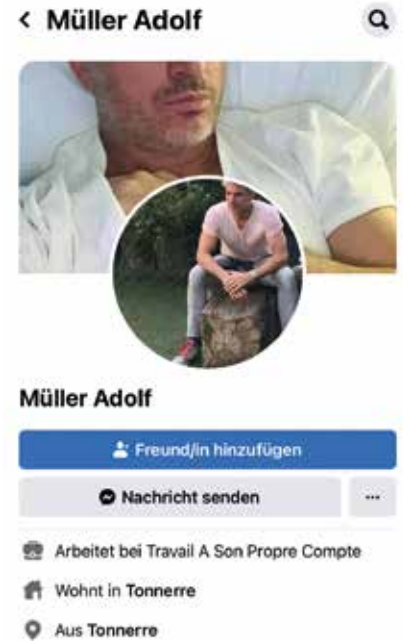 Müller Adolf
Müller Adolf
Freund/in hinzufügen
Nachricht senden
Arbeitet bei Travail A Son Propre Compte
Wohnt in Tonnerre
Aus Tonnerre